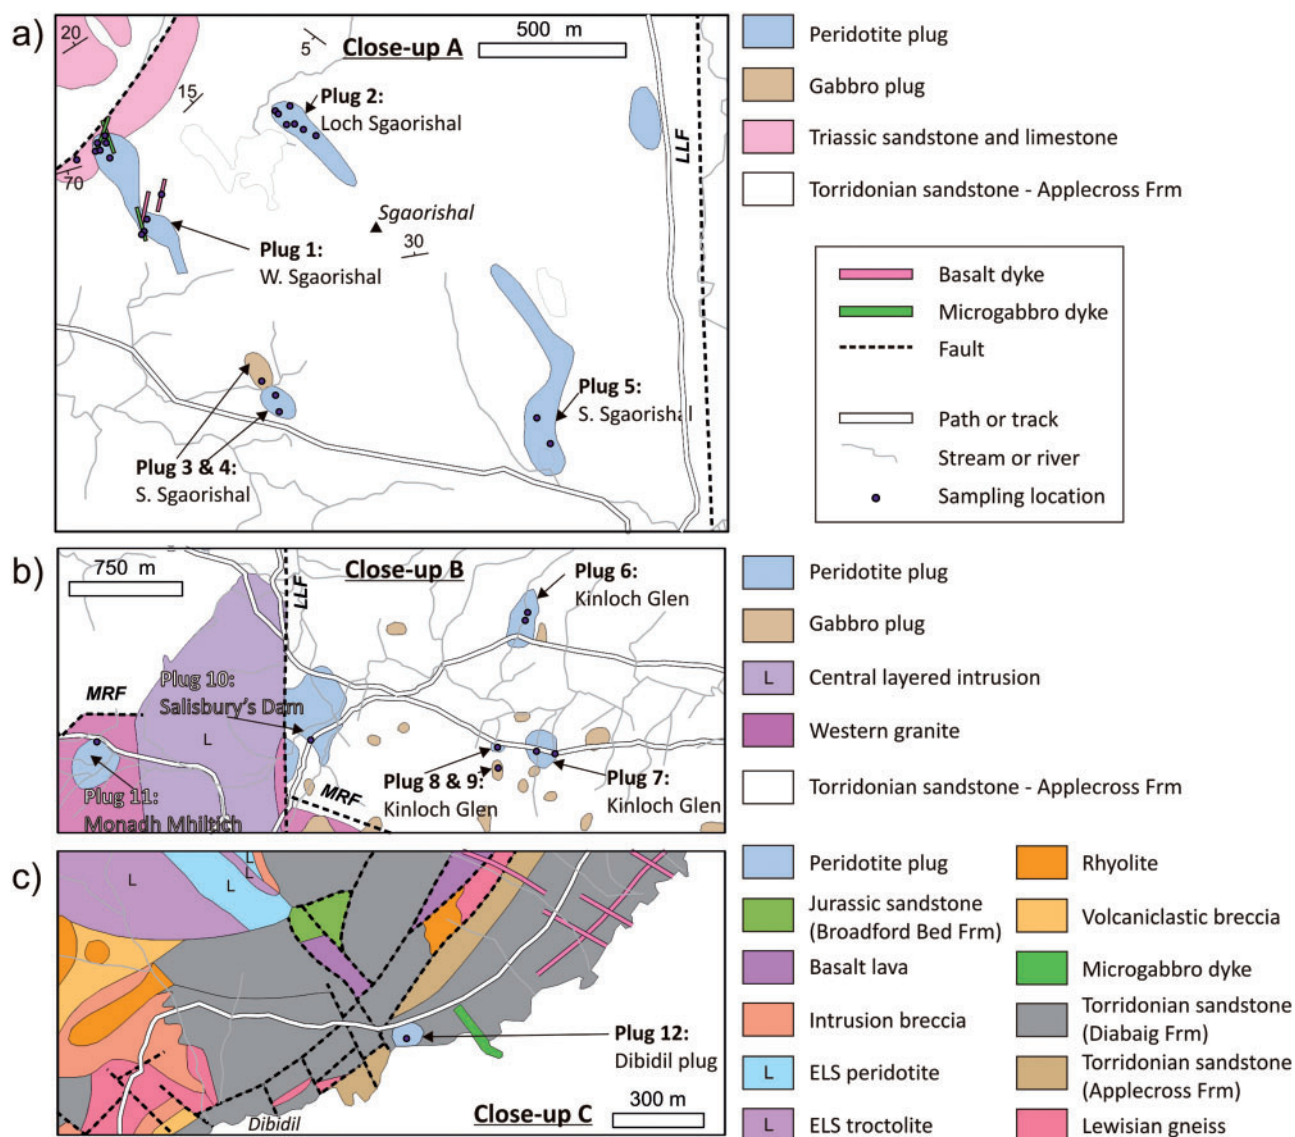 a)
20
5
Close-up A
500 m
15
Plug 2:
Loch Sgaorishal
LLF
70
Sgaorishal
30
Plug 1:
W. Sgaorishal
Plug 5:
S. Sgaorishal
Plug 3 & 4:
S. Sgaorishal
Peridotite plug
Gabbro plug
Triassic sandstone and limestone
Torridonian sandstone - Applecross Frm
Basalt dyke
Microgabbro dyke
Fault
Path or track
Stream or river
Sampling location
b)
750 m
Close-up B
LLF
Plug 6:
Kinloch Glen
MRF
Plug 10:
Salisbury's Dam
L
Plug 8 & 9:
Kinloch Glen
Plug 7:
Kinloch Glen
MRF
Plug 11:
Monadh Mhiltich
Peridotite plug
Gabbro plug
L Central layered intrusion
Western granite
Torridonian sandstone - Applecross Frm
c)
L
L
L
L
Plug 12:
Dibidil plug
Dibidil
Close-up C
300 m
Peridotite plug
Jurassic sandstone
(Broadford Bed Frm)
Basalt lava
Intrusion breccia
L ELS peridotite
L ELS troctolite
Rhyolite
Volcaniclastic breccia
Microgabbro dyke
Torridonian sandstone
(Diabaig Frm)
Torridonian sandstone
(Applecross Frm)
Lewisian gneiss